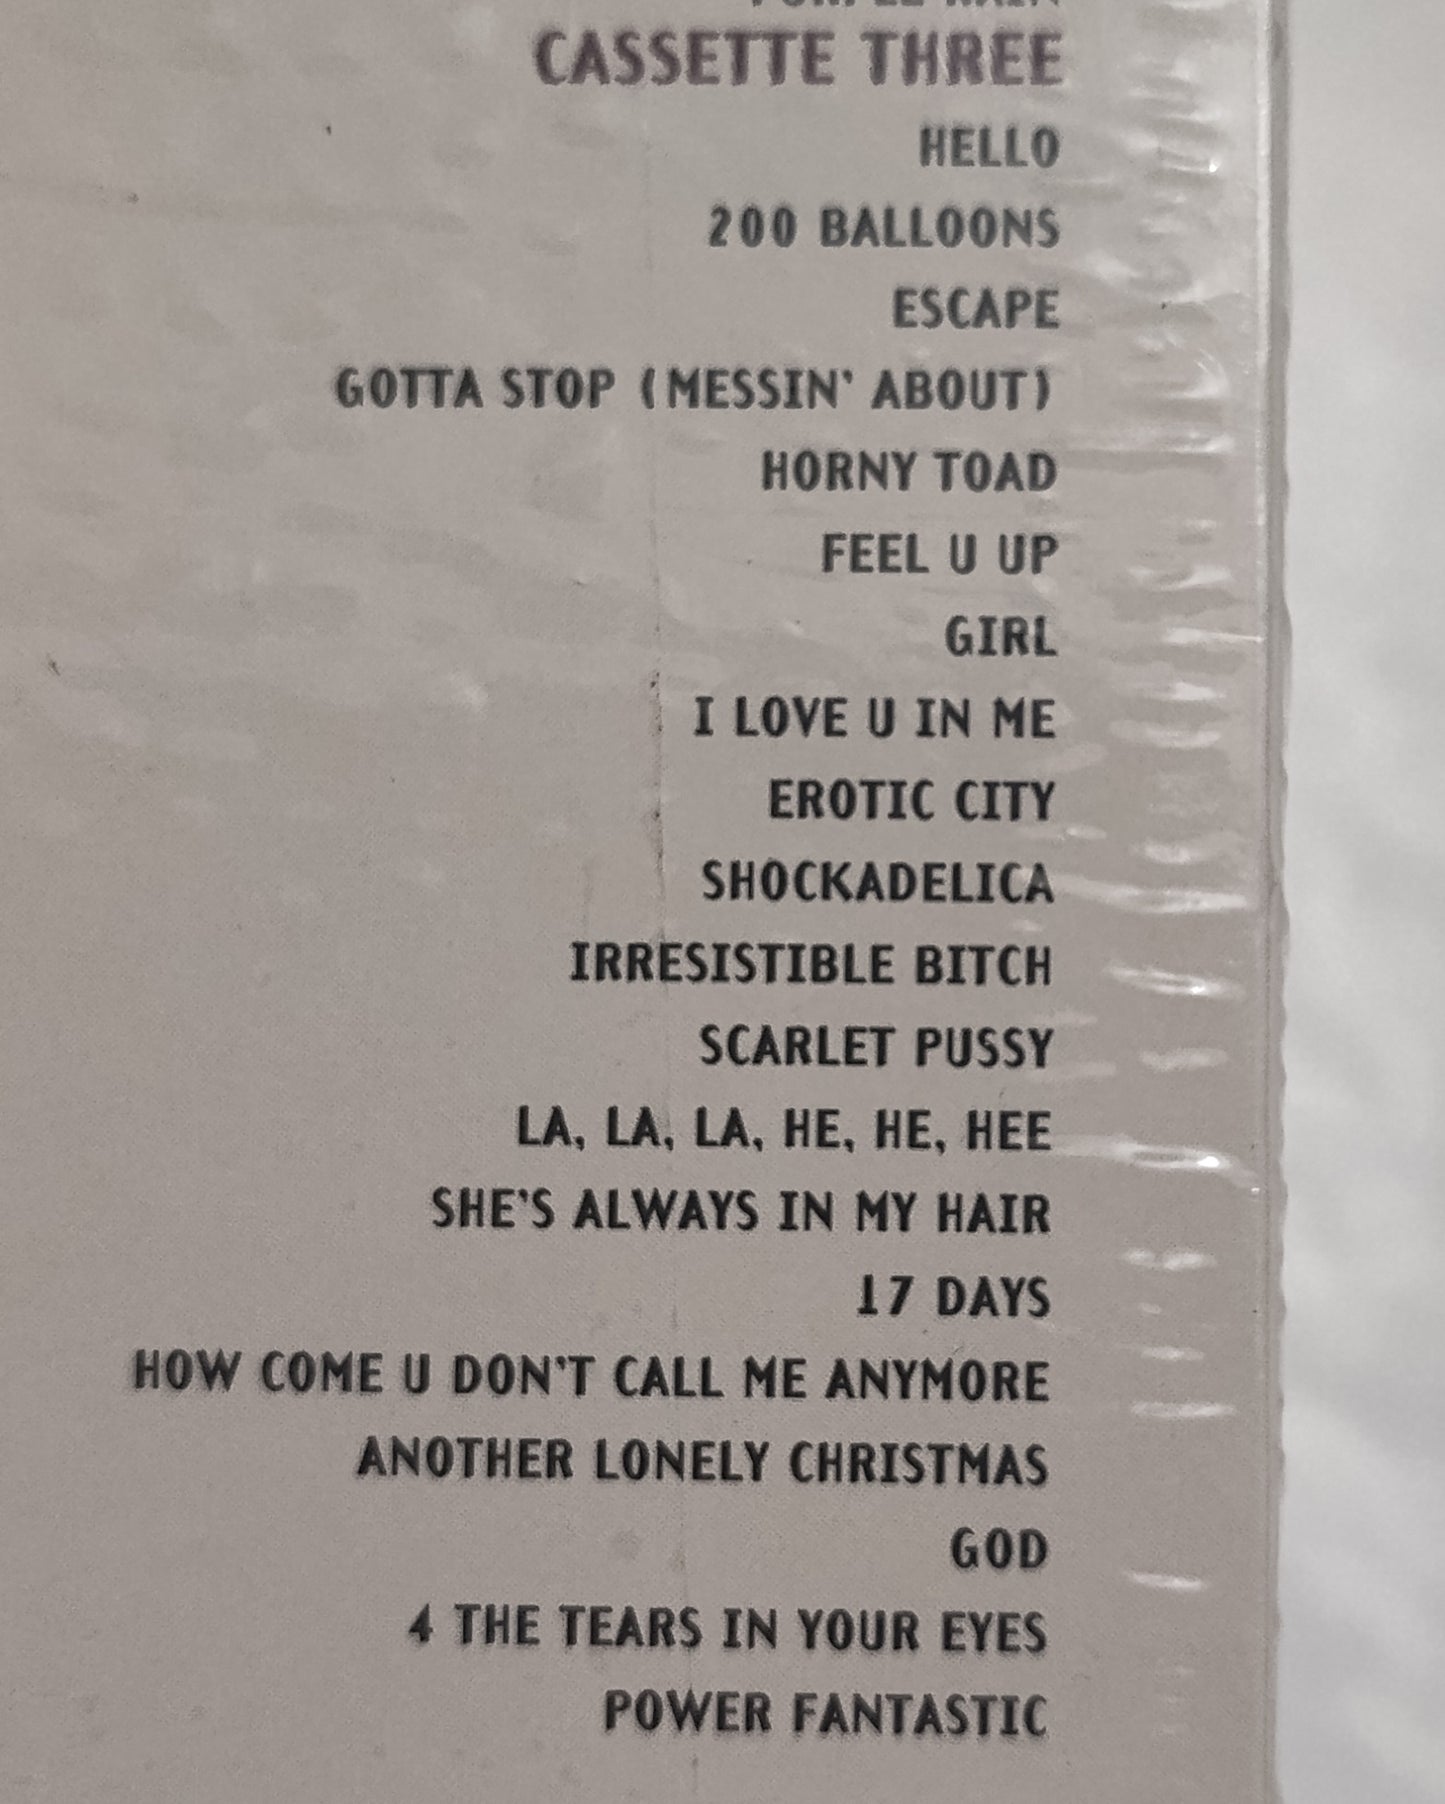 PURPLE RAIN
CASSETTE THREE
HELLO
200 BALLOONS
ESCAPE
GOTTA STOP (MESSIN' ABOUT)
HORNY TOAD
FEEL U UP
GIRL
I LOVE U IN ME
EROTIC CITY
SHOCKADELICA
IRRESISTIBLE BITCH
SCARLET PUSSY
LA, LA, LA, HE, HE, HEE
SHE'S ALWAYS IN MY HAIR
17 DAYS
HOW COME U DON'T CALL ME ANYMORE
ANOTHER LONELY CHRISTMAS
GOD
4 THE TEARS IN YOUR EYES
POWER FANTASTIC